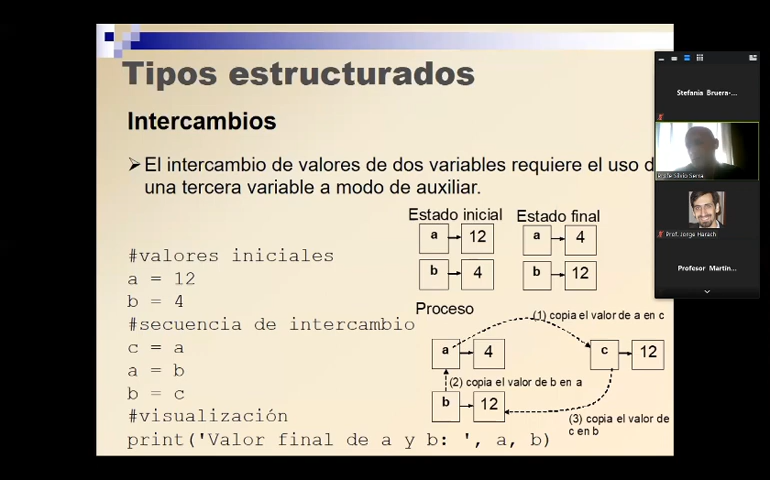 Tipos estructurados
Intercambios
El intercambio de valores de dos variables requiere el uso d
una tercera variable a modo de auxiliar.
Estado inicial
a
12
b
4
Estado final
a
4
b
12
#valores iniciales
a = 12
b = 4
#secuencia de intercambio
c = a
a = b
b = c
#visualización
print('Valor final de a y b: ', a, b)
Proceso
(1) copia el valor de a en c
a
4
c
12
(2) copia el valor de b en a
b
12
(3) copia el valor de
c en b
Stefania Bruera-...
Silvio Serra
Prof. Jorge Harach
Profesor Martín...